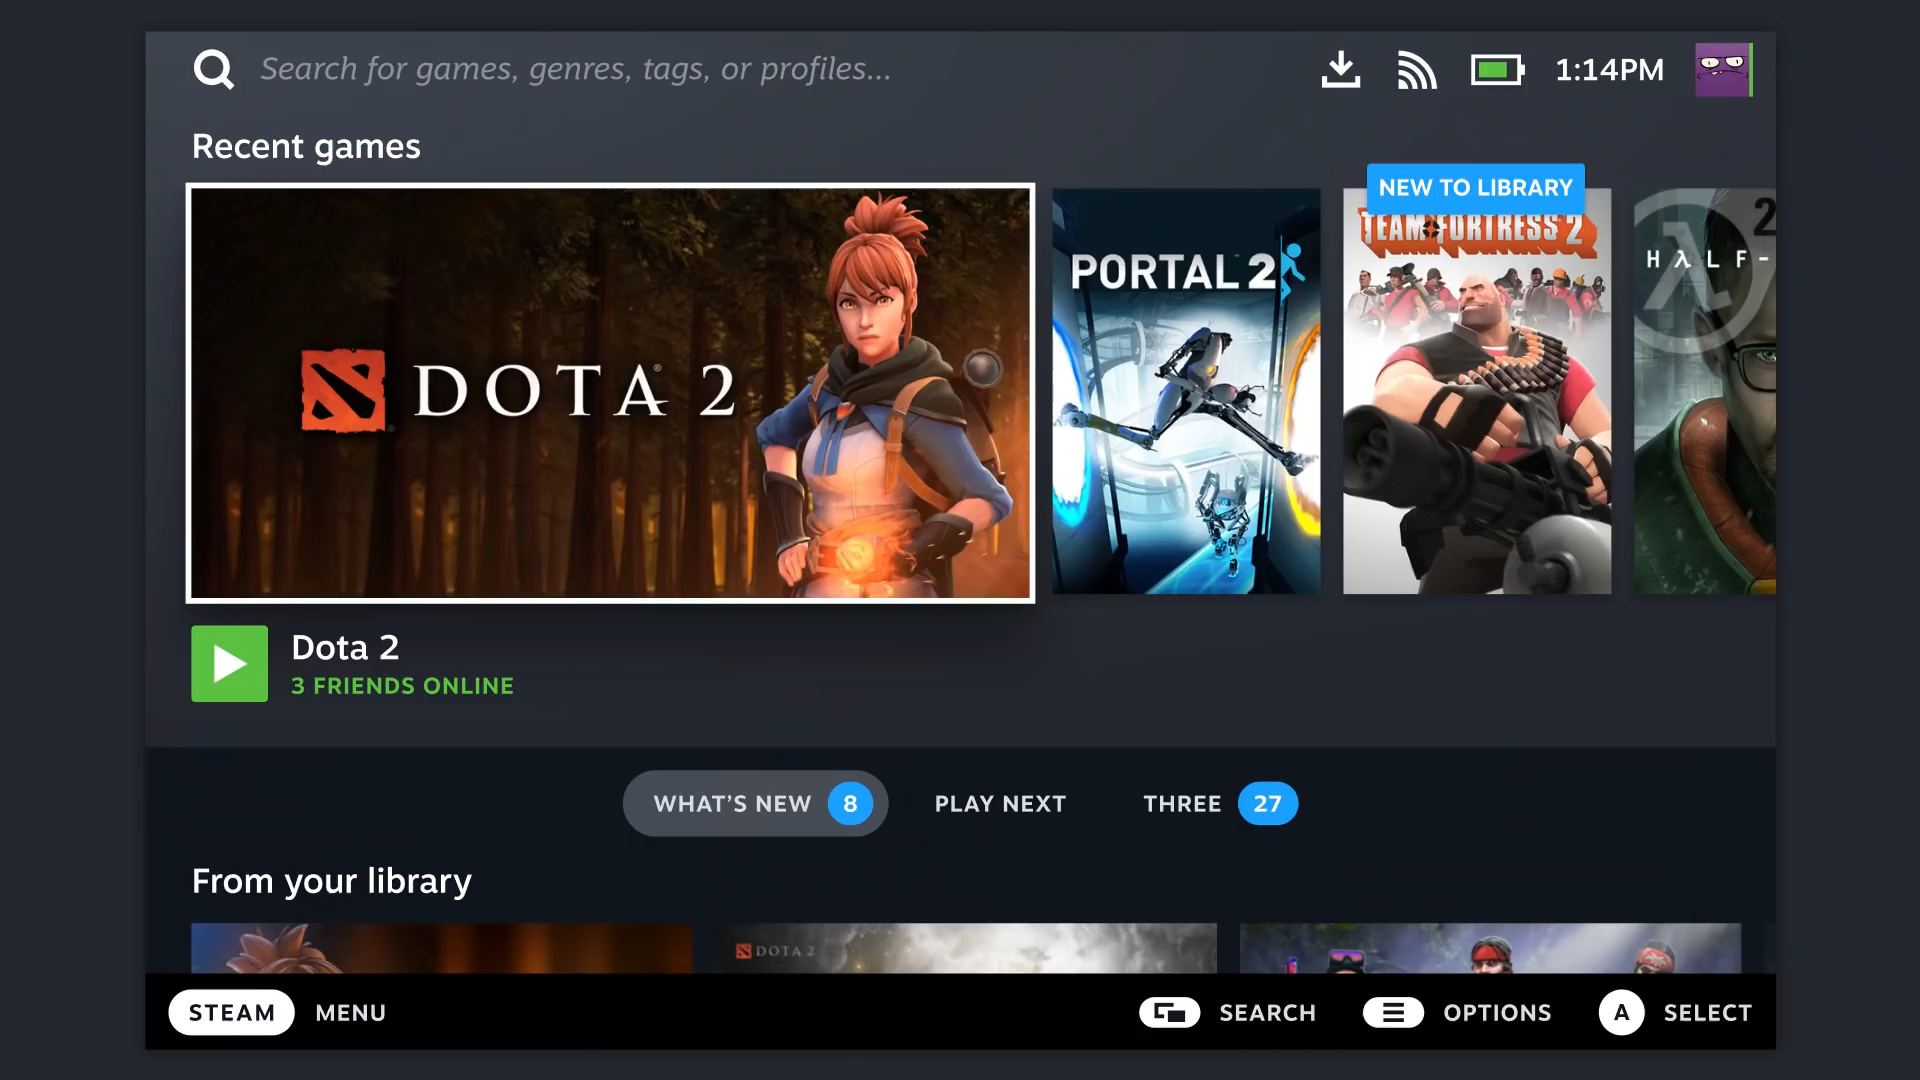 Search for games, genres, tags, or profiles...
1:14PM
Recent games
DOTA 2
PORTAL 2
NEW TO LIBRARY
TEAM FORTRESS 2
HλLF-
2
Dota 2
3 FRIENDS ONLINE
WHAT'S NEW 8
PLAY NEXT
THREE 27
From your library
DOTA 2
STEAM MENU
SEARCH
OPTIONS
A SELECT